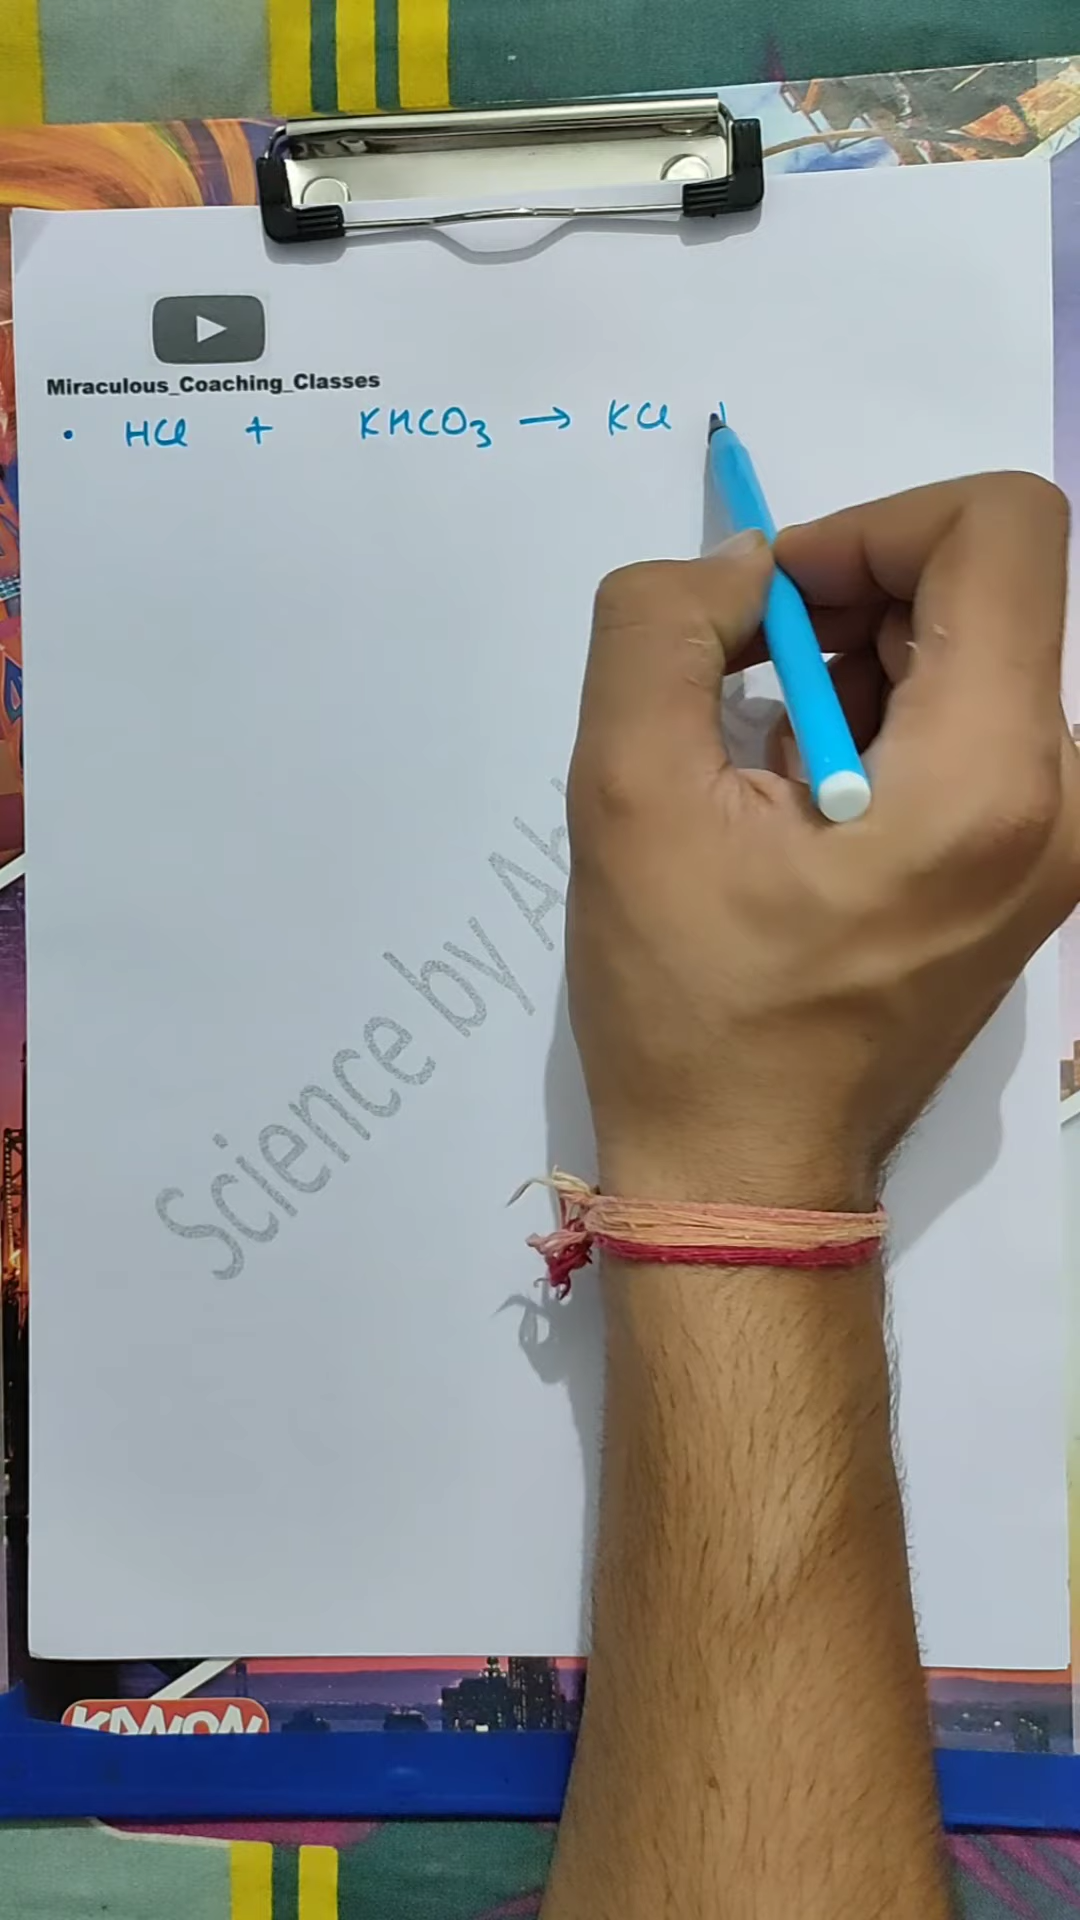 Miraculous_Coaching_Classes
• HCl + KHCO3 → KCl
Science by